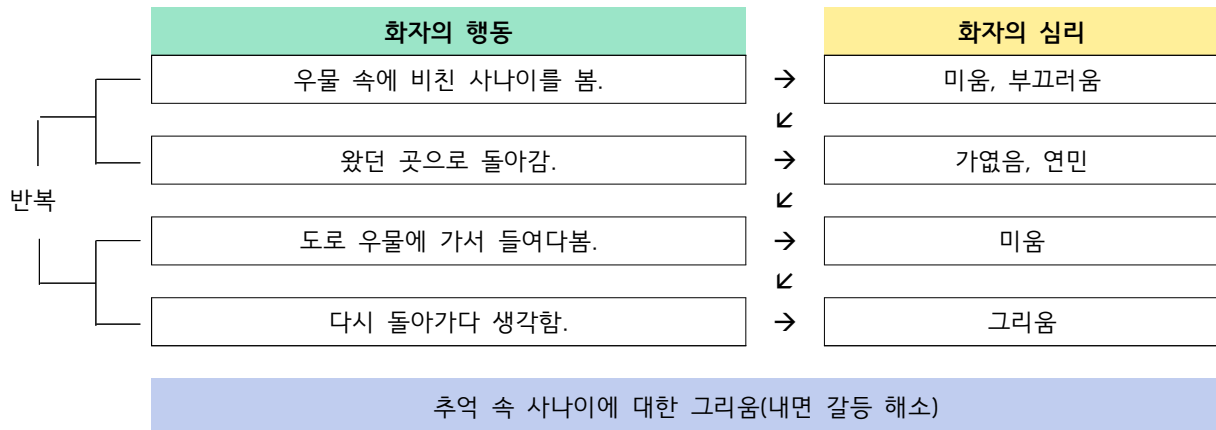 화자의 행동
화자의 심리
우물 속에 비친 사나이를 봄.
→
미움, 부끄러움
↙
왔던 곳으로 돌아감.
→
가엾음, 연민
반복
↙
도로 우물에 가서 들여다봄.
→
미움
↙
다시 돌아가다 생각함.
→
그리움
추억 속 사나이에 대한 그리움(내면 갈등 해소)